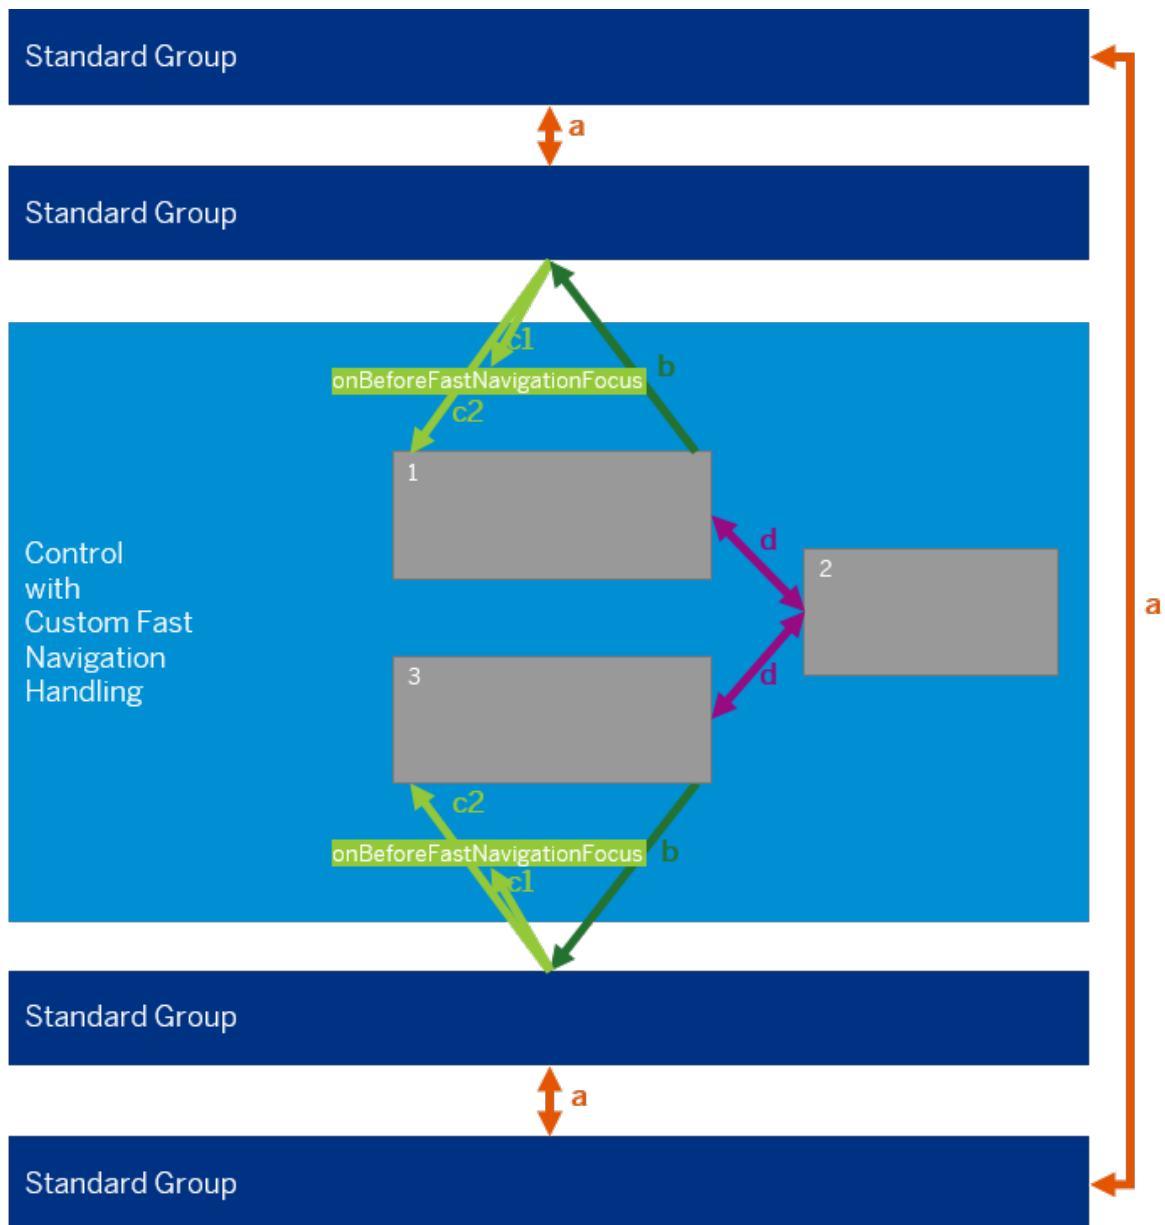 Standard Group
a
Standard Group
c1
b
onBeforeFastNavigationFocus
c2
1
d
2
Control
with
Custom Fast
Navigation
Handling
a
3
d
c2
onBeforeFastNavigationFocus
b
c1
Standard Group
a
Standard Group